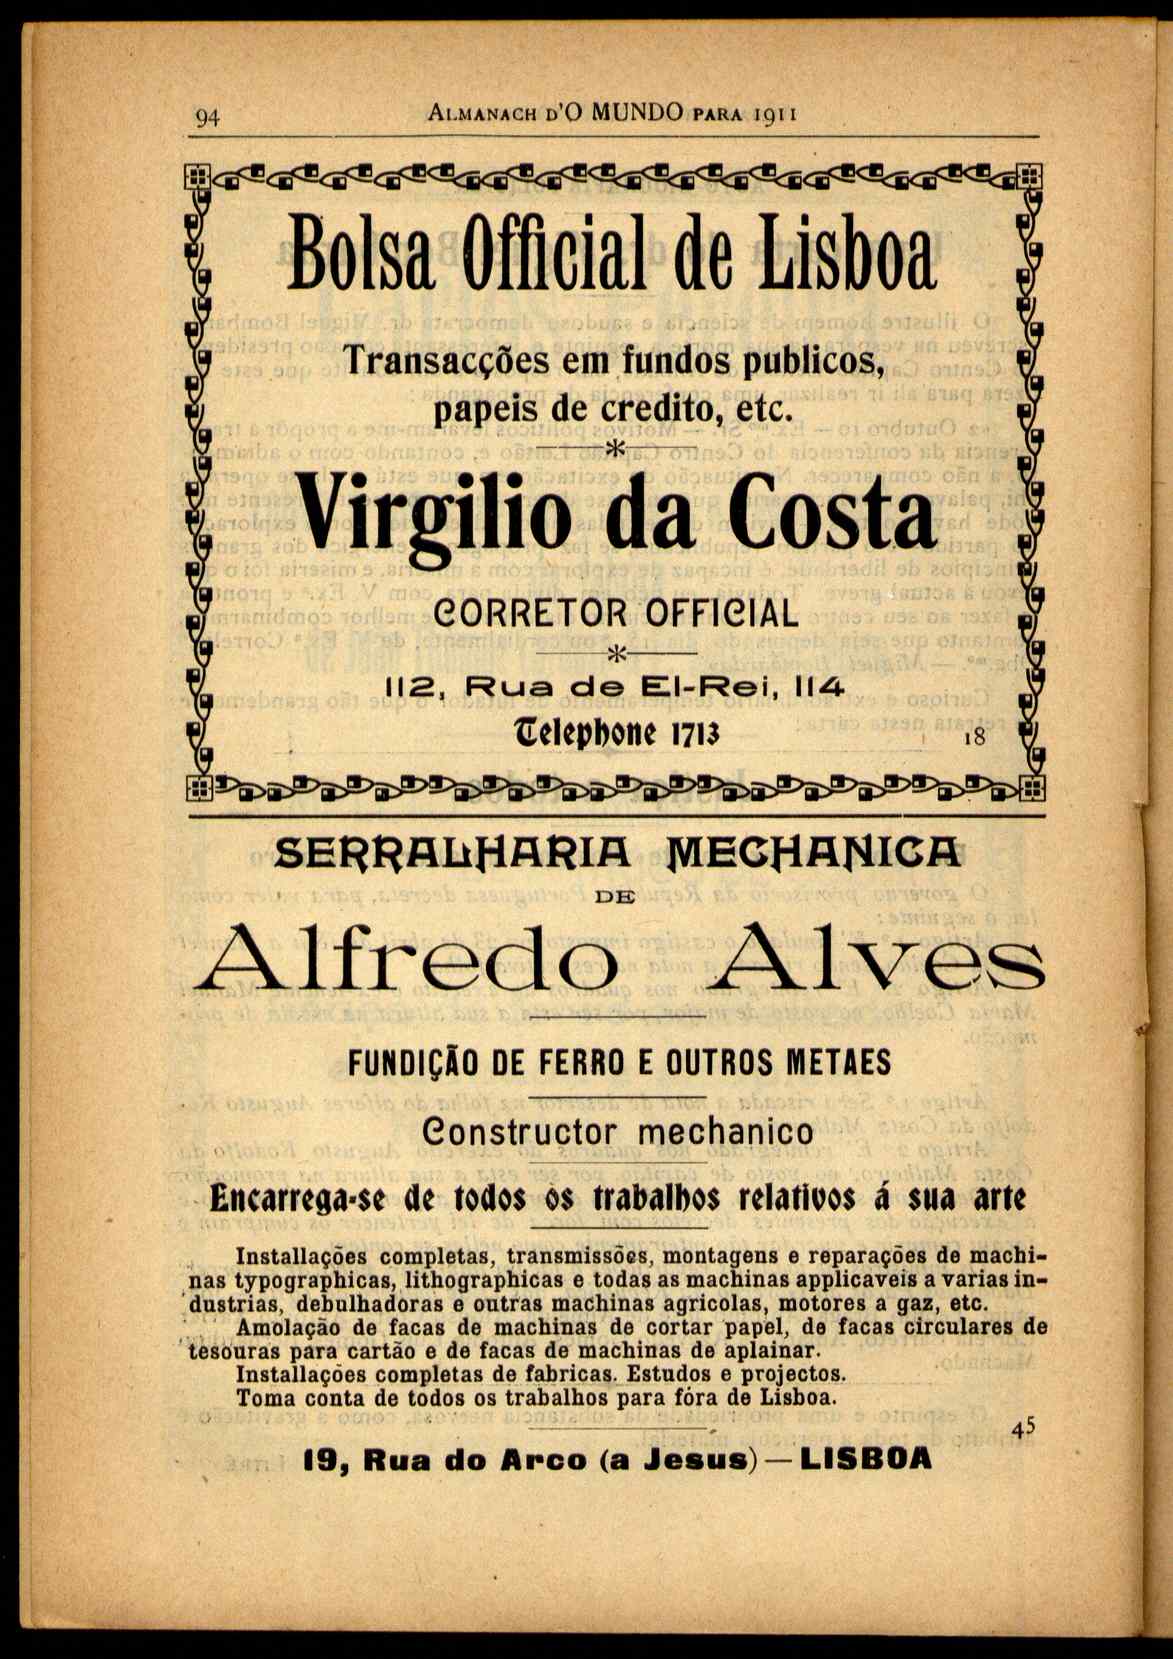 94
ALMANACH D'O MUNDO PARA 1911
Bolsa Official de Lisboa
Transacções em fundos publicos,
papeis de credito, etc.
Virgilio da Costa
CORRETOR OFFICIAL
112, Rua de El-Rei, 114
Telephone 1713
18
SERRALHARIA MECHANICA
DE
Alfredo Alves
FUNDIÇÃO DE FERRO E OUTROS METAES
Constructor mechanico
Encarrega-se de todos os trabalhos relativos á sua arte
Installações completas, transmissões, montagens e reparações de machi-
nas typographicas, lithographicas e todas as machinas applicaveis a varias in-
dustrias, debulhadoras e outras machinas agricolas, motores a gaz, etc.
Amolação de facas de machinas de cortar papel, de facas circulares de
tesouras para cartão e de facas de machinas de aplainar.
Installações completas de fabricas. Estudos e projectos.
Toma conta de todos os trabalhos para fóra de Lisboa.
45
19, Rua do Arco (a Jesus) — LISBOA